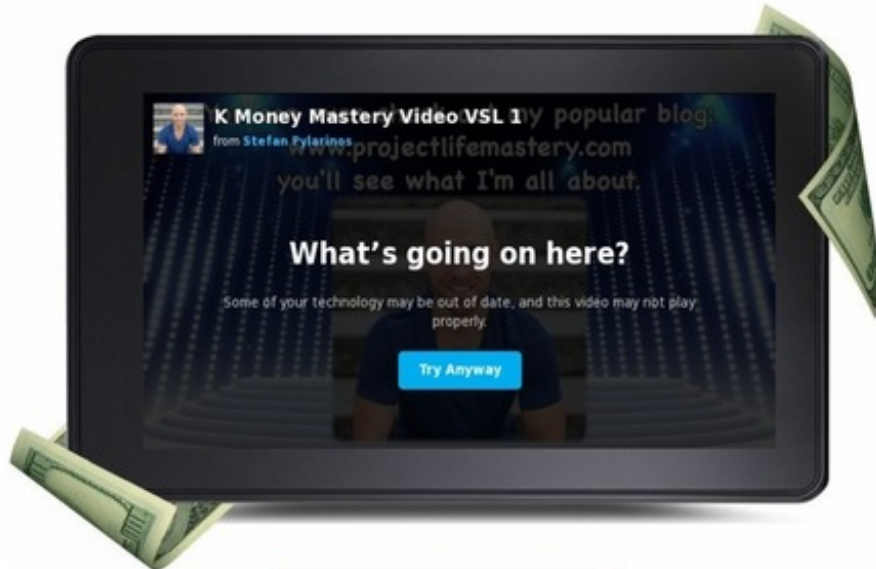 K Money Mastery Video VSL 1 my popular blog:
from Stefan Pylarinos www.projectlifemastery.com
you'll see what I'm all about.
What's going on here?
Some of your technology may be out of date, and this video may not play
properly.
Try Anyway